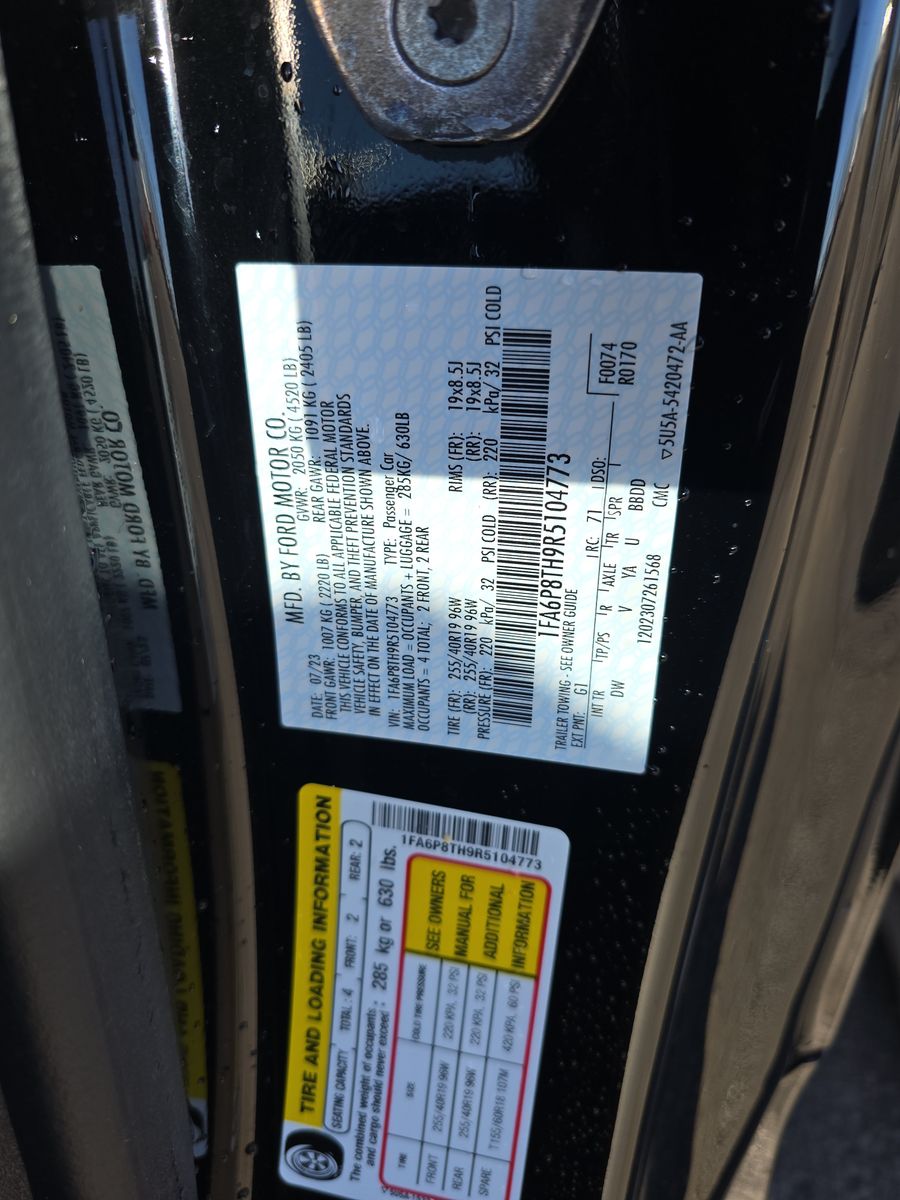 MFD. BY FORD MOTOR CO.
DATE: 07/23 GVWR: 2050 KG ( 4520 LB)
FRONT GAWR: 1007 KG ( 2220 LB) REAR GAWR: 1091 KG ( 2405 LB)
THIS VEHICLE CONFORMS TO ALL APPLICABLE FEDERAL MOTOR
VEHICLE SAFETY, BUMPER, AND THEFT PREVENTION STANDARDS
IN EFFECT ON THE DATE OF MANUFACTURE SHOWN ABOVE.
VIN: 1FA6P8TH9R5104773 TYPE: Passenger Car
MAXIMUM LOAD = OCCUPANTS + LUGGAGE = 285KG/ 630LB
OCCUPANTS = 4 TOTAL; 2 FRONT; 2 REAR
TIRE (FR): 255/40R19 96W RIMS (FR): 19x8.5J
(RR): 255/40R19 96W (RR): 19x8.5J
PRESSURE (FR): 220 kPa/ 32 PSI COLD (RR): 220 kPa/ 32 PSI COLD
1FA6P8TH9R5104773
TRAILER TOWING - SEE OWNER GUIDE
EXT PNT: G1 RC: 71 DSO: F0074
R0170
INT TR TP/PS R AXLE TR SPR
DW V YA U BBDD
CMC
1202307261568 ▽5U5A-5420472-AA
TIRE AND LOADING INFORMATION
SEATING CAPACITY TOTAL: 4 FRONT: 2 REAR: 2
The combined weight of occupants
and cargo should never exceed: 285 kg or 630 lbs.
1FA6P8TH9R5104773
TIRE SIZE COLD TIRE PRESSURE
FRONT 255/40R19 96W 220 KPA, 32 PSI
REAR 255/40R19 96W 220 KPA, 32 PSI
SPARE T155/60R18 107M 420 KPA, 60 PSI
SEE OWNERS
MANUAL FOR
ADDITIONAL
INFORMATION